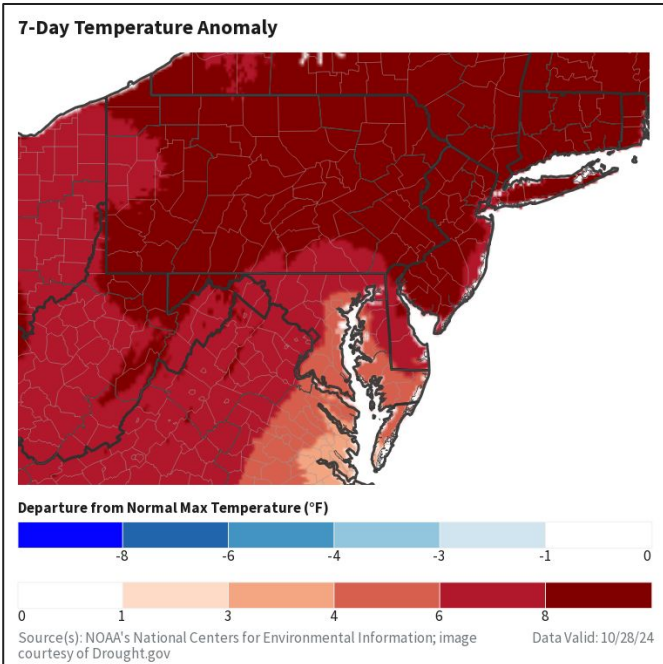 7-Day Temperature Anomaly
Departure from Normal Max Temperature (°F)
-8 -6 -4 -3 -1 0
0 1 3 4 6 8
Source(s): NOAA's National Centers for Environmental Information; image Data Valid: 10/28/24
courtesy of Drought.gov